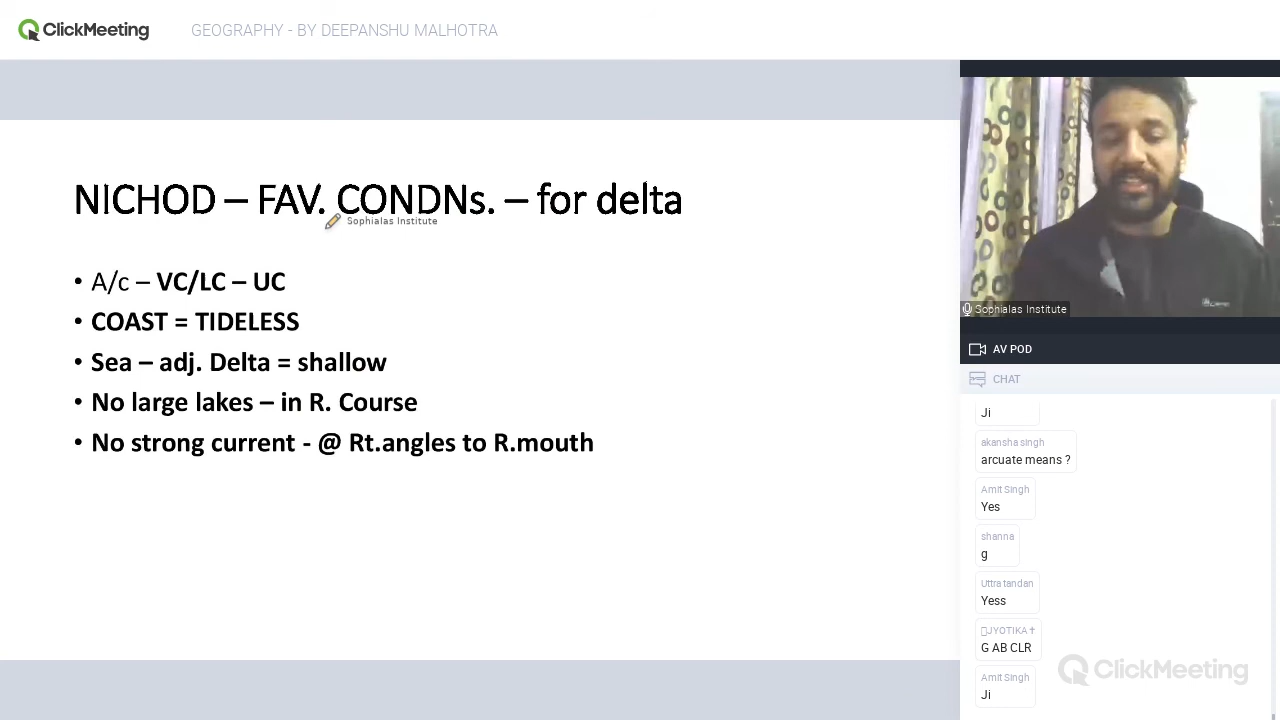 ClickMeeting
GEOGRAPHY - BY DEEPANSHU MALHOTRA
NICHOD – FAV. CONDNs. – for delta
Sophialas Institute
• A/c – VC/LC – UC
• COAST = TIDELESS
• Sea – adj. Delta = shallow
• No large lakes – in R. Course
• No strong current - @ Rt.angles to R.mouth
Sophialas Institute
AV POD
CHAT
Ji
akansha singh
arcuate means ?
Amit Singh
Yes
shanna
g
Uttra tandan
Yess
JYOTIKA✝
G AB CLR
Amit Singh
Ji
ClickMeeting